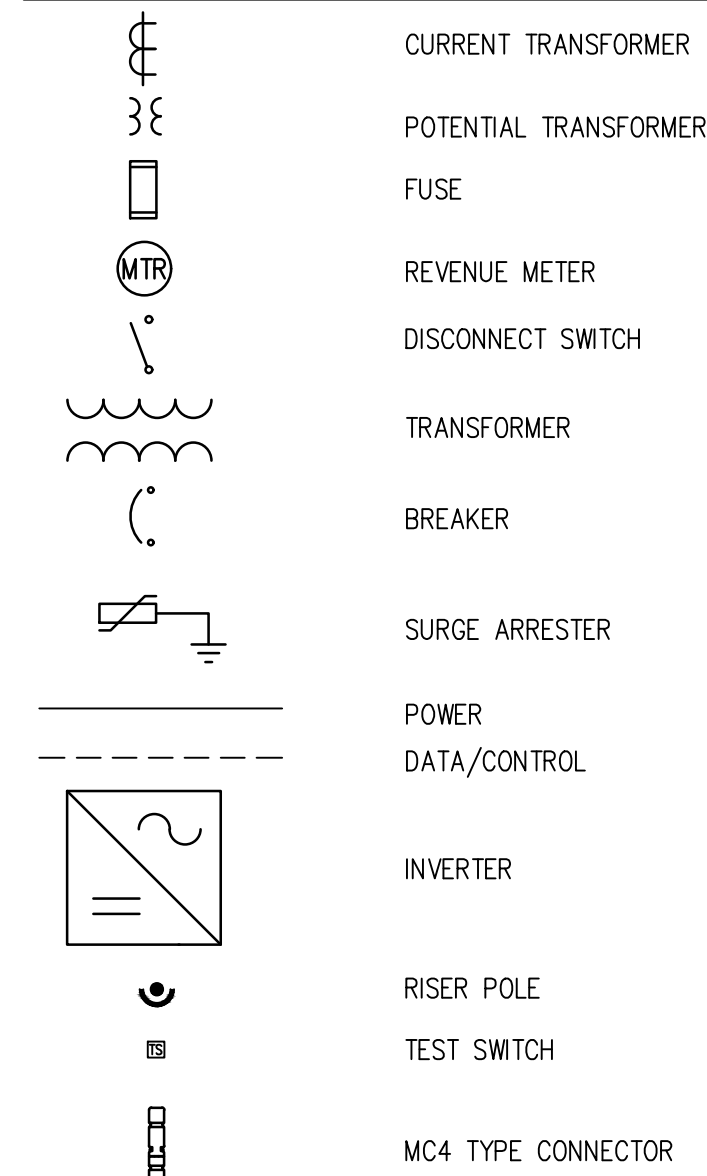 CURRENT TRANSFORMER
POTENTIAL TRANSFORMER
FUSE
MTR REVENUE METER
DISCONNECT SWITCH
TRANSFORMER
BREAKER
SURGE ARRESTER
POWER
DATA/CONTROL
INVERTER
RISER POLE
TS TEST SWITCH
MC4 TYPE CONNECTOR